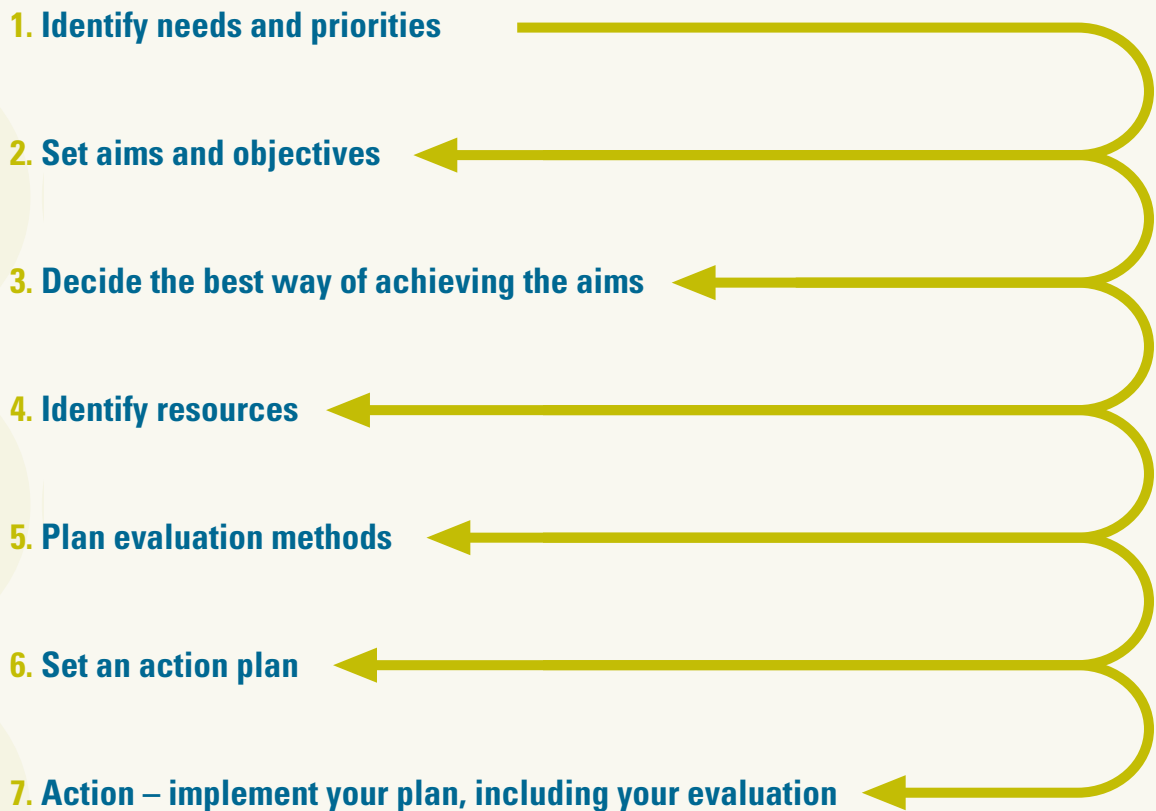 1. Identify needs and priorities
2. Set aims and objectives
3. Decide the best way of achieving the aims
4. Identify resources
5. Plan evaluation methods
6. Set an action plan
7. Action – implement your plan, including your evaluation